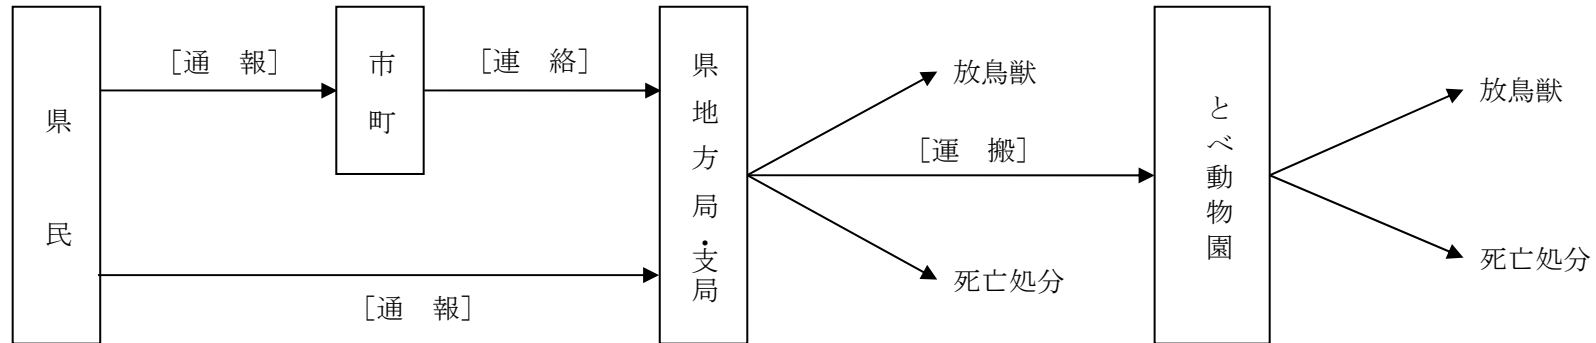 県民
［通　報］
市町
［連　絡］
［通　報］
県地方局・支局
放鳥獣
［運　搬］
死亡処分
とべ動物園
放鳥獣
死亡処分